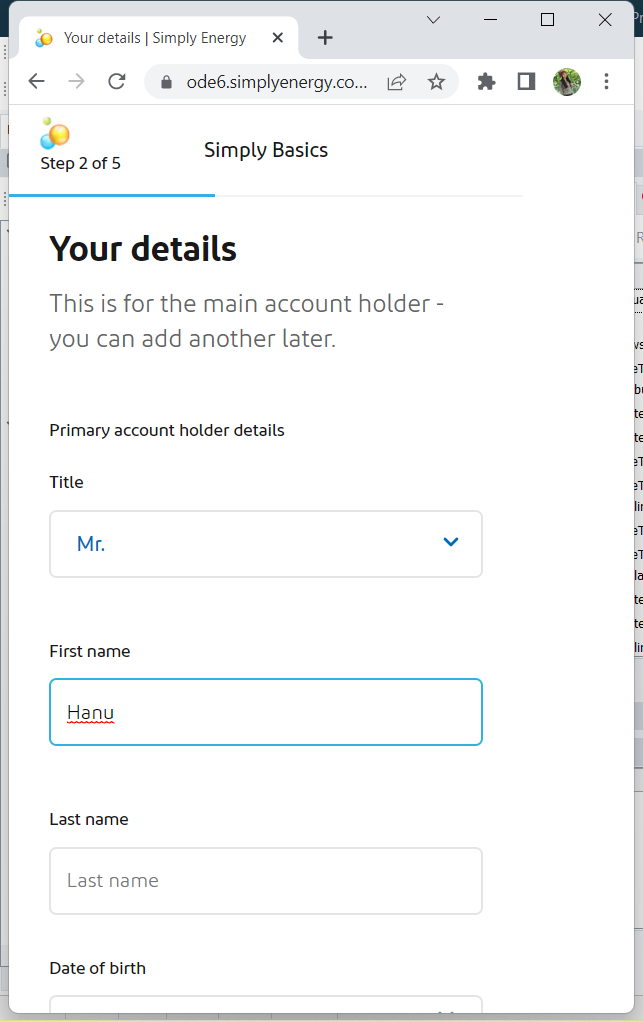 Your details | Simply Energy
ode6.simplyenergy.co...
Step 2 of 5
Simply Basics
Your details
This is for the main account holder -
you can add another later.
Primary account holder details
Title
Mr.
First name
Hanu
Last name
Last name
Date of birth